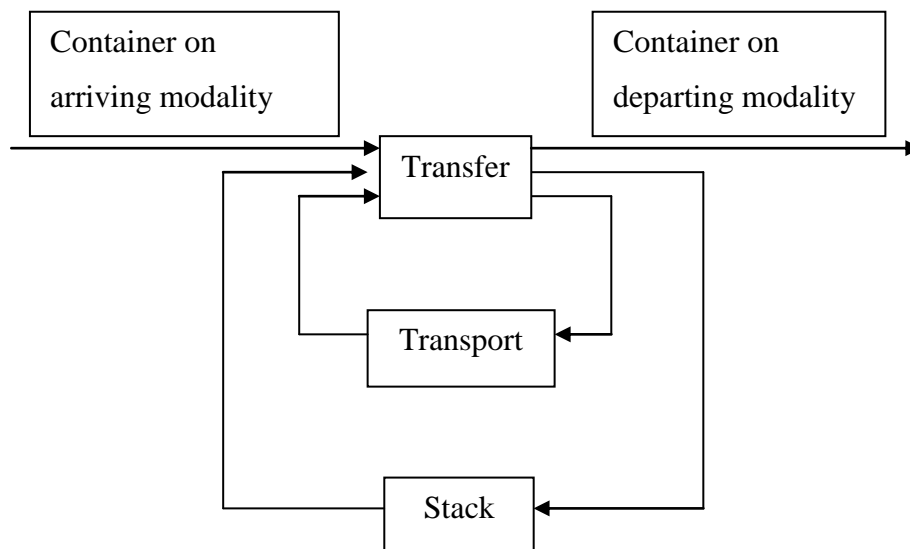 Container on
arriving modality
Container on
departing modality
Transfer
Transport
Stack